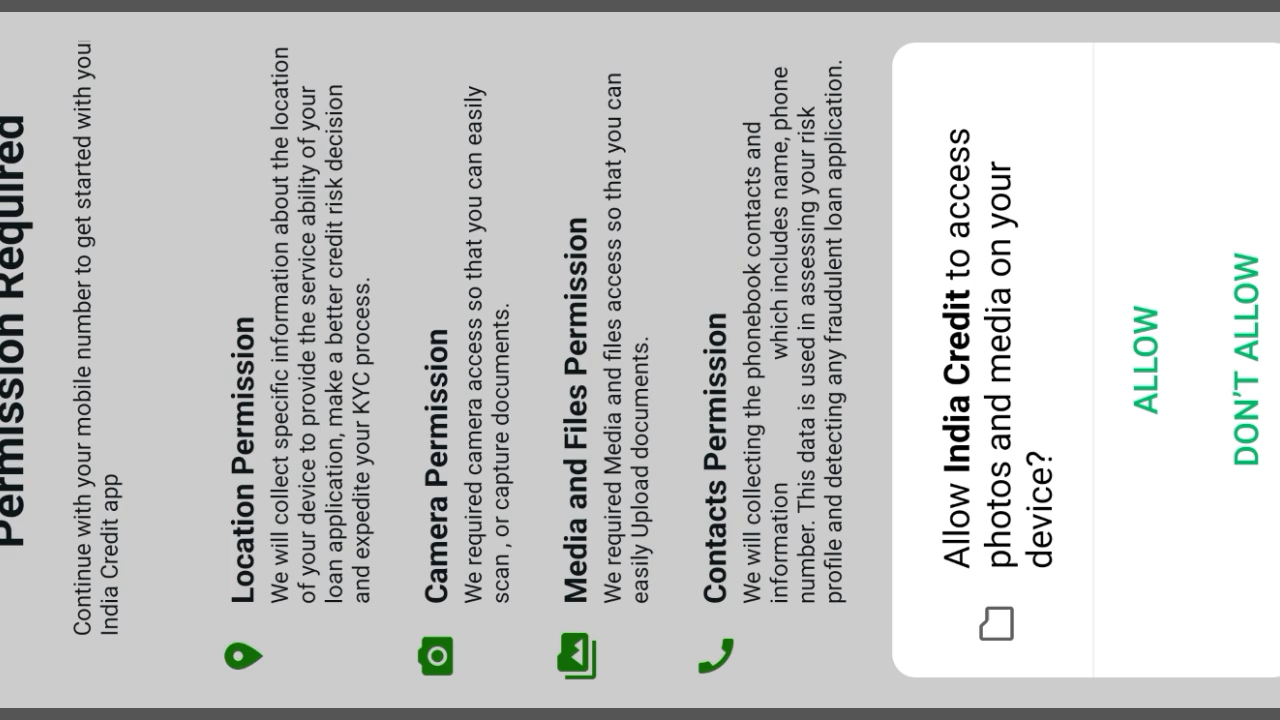 Permission Required
Continue with your mobile number to get started with you
India Credit app
Location Permission
We will collect specific information about the location
of your device to provide the service ability of your
loan application, make a better credit risk decision
and expedite your KYC process.
Camera Permission
We required camera access so that you can easily
scan , or capture documents.
Media and Files Permission
We required Media and files access so that you can
easily Upload documents.
Contacts Permission
We will collecting the phonebook contacts and
information which includes name, phone
number. This data is used in assessing your risk
profile and detecting any fraudulent loan application.
Allow India Credit to access
photos and media on your
device?
ALLOW
DON'T ALLOW